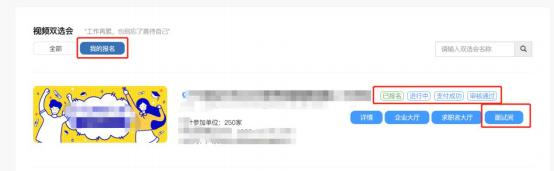 视频双选会 "工作再累，也别忘了善待自己"
全部 我的报名 请输入双选会名称
已报名 进行中 支付成功 审核通过
详情 企业大厅 求职者大厅 面试间
计参加单位：250家